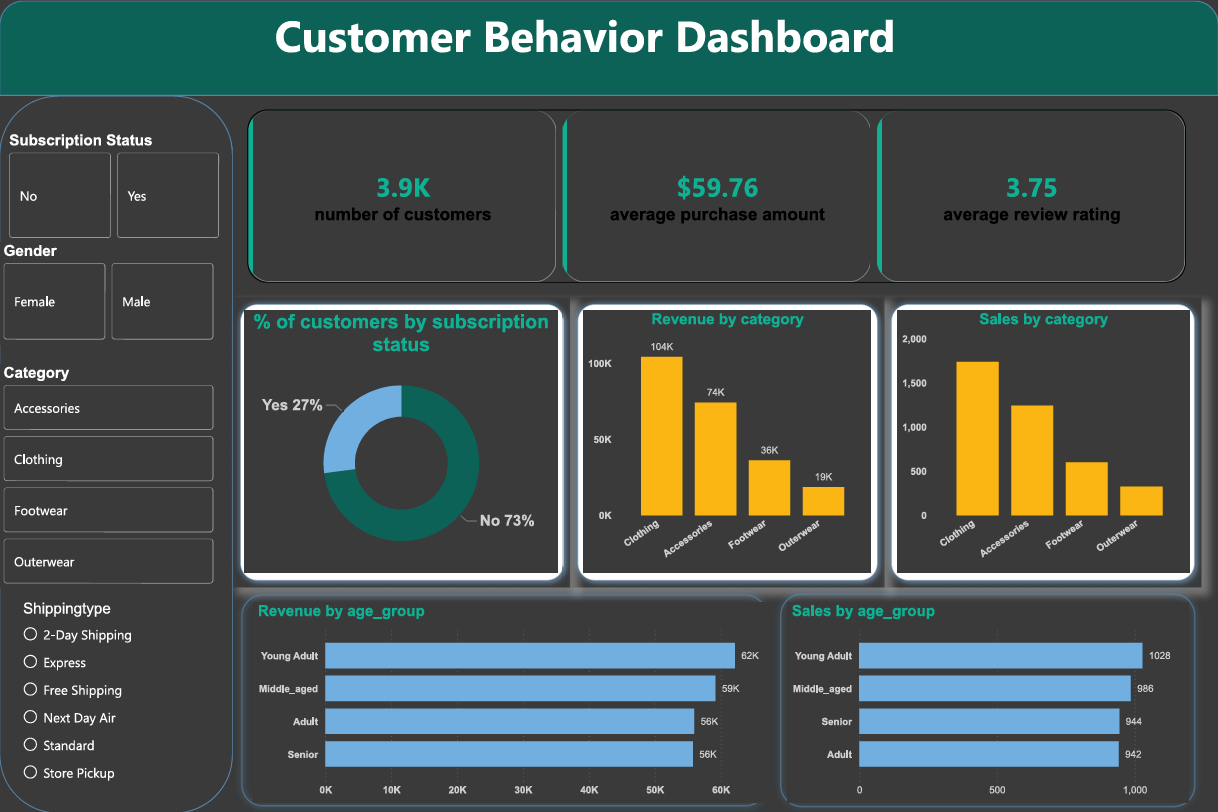 Customer Behavior Dashboard
Subscription Status
No
Yes
Gender
Female
Male
Category
Accessories
Clothing
Footwear
Outerwear
Shippingtype
2-Day Shipping
Express
Free Shipping
Next Day Air
Standard
Store Pickup
3.9K
number of customers
$59.76
average purchase amount
3.75
average review rating
% of customers by subscription
status
Yes 27%
No 73%
Revenue by category
100K
50K
0K
104K
74K
36K
19K
Clothing
Accessories
Footwear
Outerwear
Sales by category
2,000
1,500
1,000
500
0
Clothing
Accessories
Footwear
Outerwear
Revenue by age_group
Young Adult 62K
Middle_aged 59K
Adult 56K
Senior 56K
0K 10K 20K 30K 40K 50K 60K
Sales by age_group
Young Adult 1028
Middle_aged 986
Senior 944
Adult 942
0 500 1,000